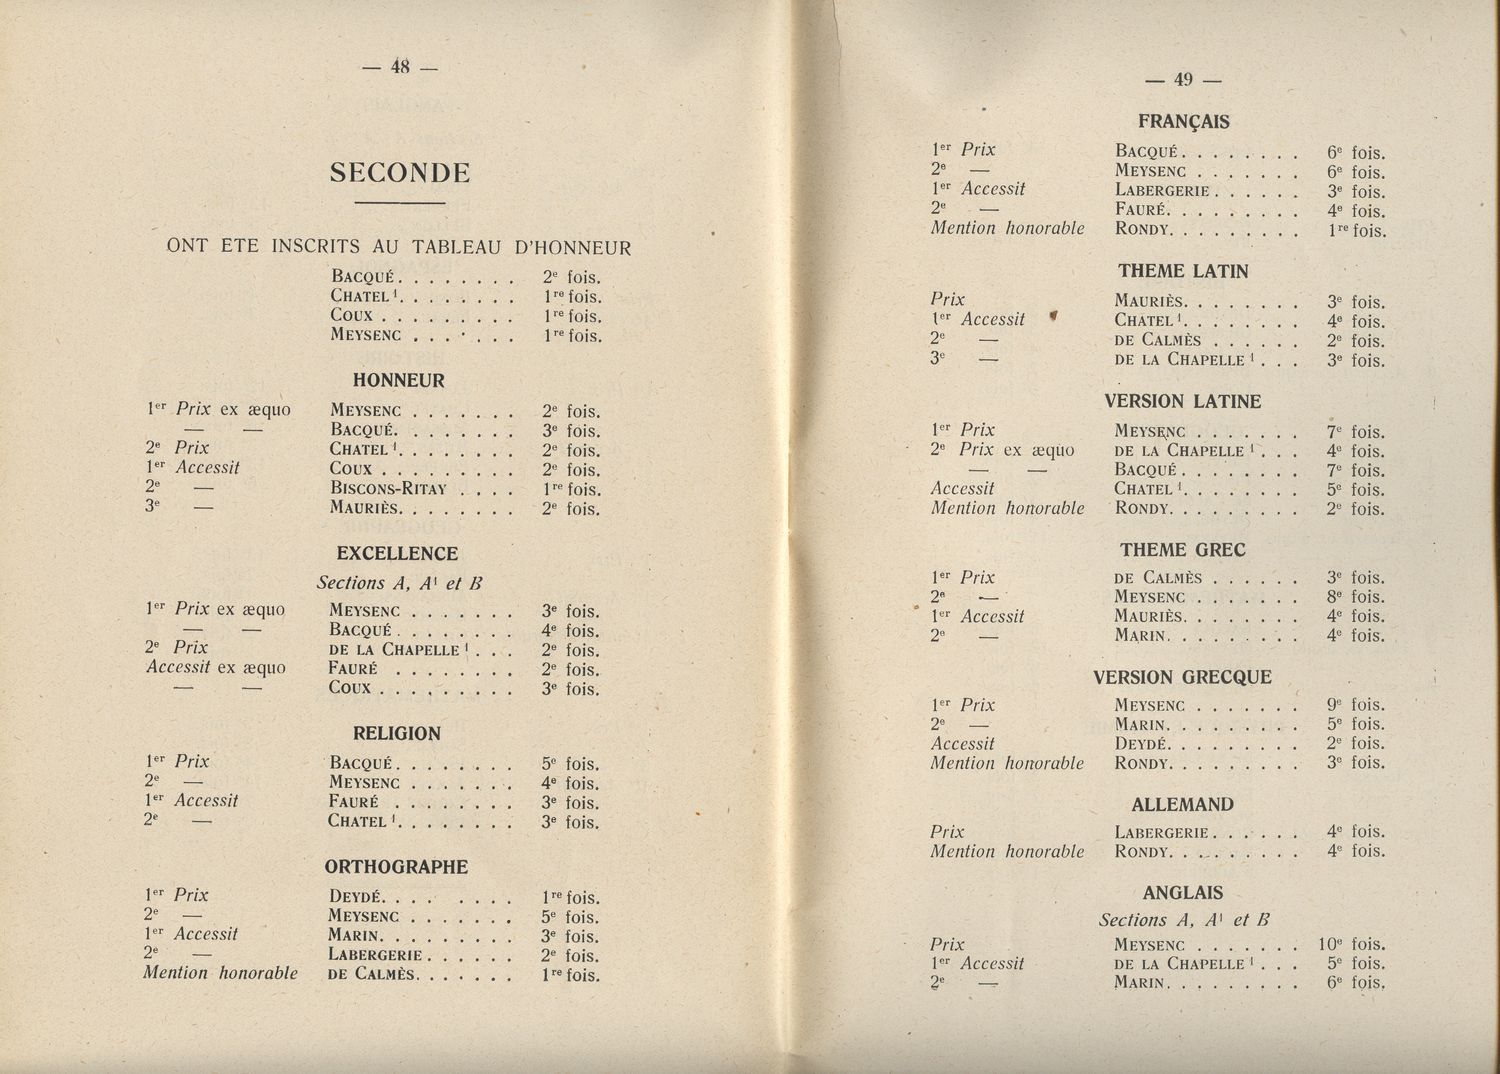 — 48 —
SECONDE
ONT ETE INSCRITS AU TABLEAU D'HONNEUR
BACQUÉ. . . . . . . . 2e fois.
CHATEL I. . . . . . . . 1re fois.
COUX . . . . . . . . . 1re fois.
MEYSENC . . . . . . . 1re fois.
HONNEUR
1er Prix ex æquo MEYSENC . . . . . . . 2e fois.
— — BACQUÉ. . . . . . . . 3e fois.
2e Prix CHATEL I. . . . . . . . 2e fois.
1er Accessit COUX . . . . . . . . . 2e fois.
2e — BISCONS-RITAY . . . . 1re fois.
3e — MAURIÈS. . . . . . . . 2e fois.
EXCELLENCE
Sections A, A1 et B
1er Prix ex æquo MEYSENC . . . . . . . 3e fois.
— — BACQUÉ . . . . . . . . 4e fois.
2e Prix DE LA CHAPELLE I . . . 2e fois.
Accessit ex æquo FAURÉ . . . . . . . . 2e fois.
— — COUX . . . . . . . . . 3e fois.
RELIGION
1er Prix BACQUÉ. . . . . . . . 5e fois.
2e — MEYSENC . . . . . . . 4e fois.
1er Accessit FAURÉ . . . . . . . . 3e fois.
2e — CHATEL I. . . . . . . . 3e fois.
ORTHOGRAPHE
1er Prix DEYDÉ. . . . . . . . 1re fois.
2e — MEYSENC . . . . . . . 5e fois.
1er Accessit MARIN. . . . . . . . . 3e fois.
2e — LABERGERIE . . . . . . 2e fois.
Mention honorable DE CALMÈS. . . . . . . 1re fois.
— 49 —
FRANÇAIS
1er Prix BACQUÉ. . . . . . . . 6e fois.
2e — MEYSENC . . . . . . . 6e fois.
1er Accessit LABERGERIE . . . . . . 3e fois.
2e — FAURÉ. . . . . . . . . 4e fois.
Mention honorable RONDY. . . . . . . . . 1re fois.
THEME LATIN
Prix MAURIÈS. . . . . . . . 3e fois.
1er Accessit CHATEL I. . . . . . . . 4e fois.
2e — DE CALMÈS . . . . . . 2e fois.
3e — DE LA CHAPELLE I . . . 3e fois.
VERSION LATINE
1er Prix MEYSENC . . . . . . . 7e fois.
2e Prix ex æquo DE LA CHAPELLE I . . . 4e fois.
— — BACQUÉ . . . . . . . . 7e fois.
Accessit CHATEL I. . . . . . . . 5e fois.
Mention honorable RONDY. . . . . . . . . 2e fois.
THEME GREC
1er Prix DE CALMÈS . . . . . . 3e fois.
2e — MEYSENC . . . . . . . 8e fois.
1er Accessit MAURIÈS. . . . . . . . 4e fois.
2e — MARIN. . . . . . . . . 4e fois.
VERSION GRECQUE
1er Prix MEYSENC . . . . . . . 9e fois.
2e — MARIN. . . . . . . . . 5e fois.
Accessit DEYDÉ. . . . . . . . . 2e fois.
Mention honorable RONDY. . . . . . . . . 3e fois.
ALLEMAND
Prix LABERGERIE . . . . . . 4e fois.
Mention honorable RONDY. . . . . . . . . 4e fois.
ANGLAIS
Sections A, A1 et B
Prix MEYSENC . . . . . . . 10e fois.
1er Accessit DE LA CHAPELLE I . . . 5e fois.
2e — MARIN. . . . . . . . . 6e fois.